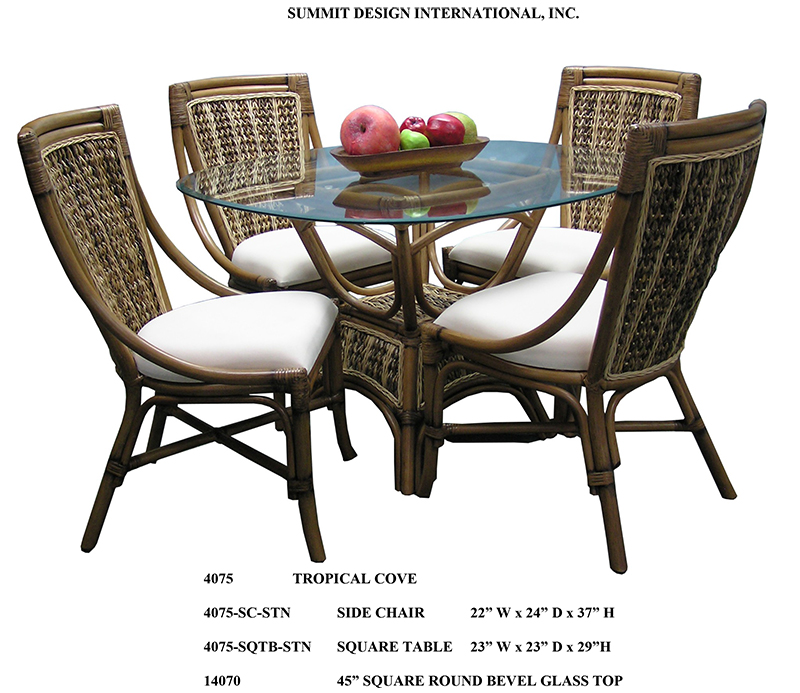 SUMMIT DESIGN INTERNATIONAL, INC.
4075 TROPICAL COVE
4075-SC-STN SIDE CHAIR 22” W x 24” D x 37” H
4075-SQTB-STN SQUARE TABLE 23” W x 23” D x 29”H
14070 45” SQUARE ROUND BEVEL GLASS TOP